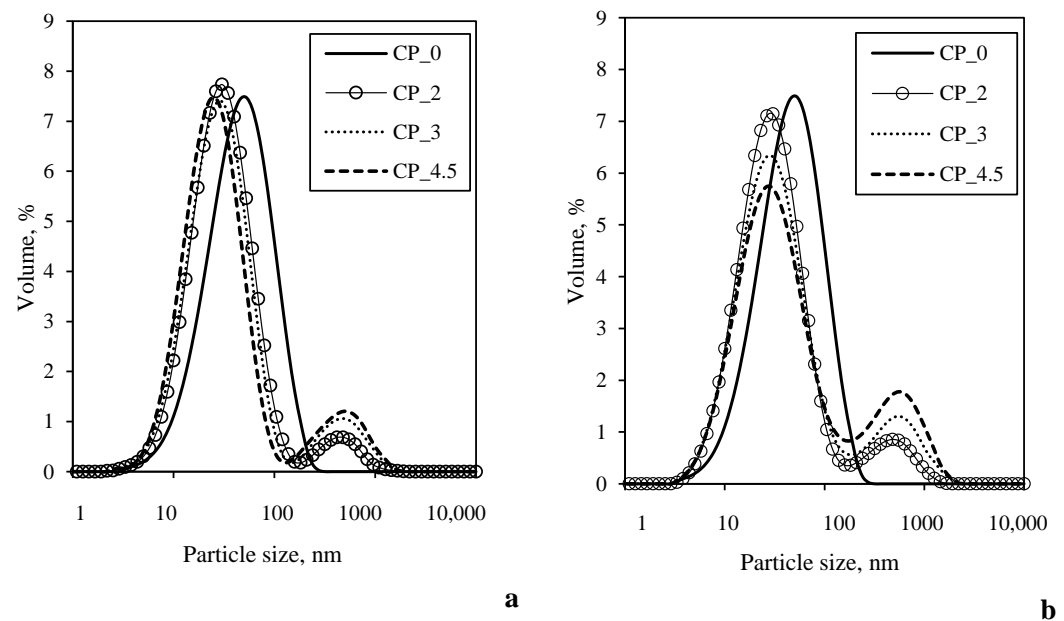 9
8
7
6
5
4
3
2
1
0
Volume, %
CP_0
CP_2
CP_3
CP_4.5
1 10 100 1000 10,000
Particle size, nm
a
9
8
7
6
5
4
3
2
1
0
Volume, %
CP_0
CP_2
CP_3
CP_4.5
1 10 100 1000 10,000
Particle size, nm
b